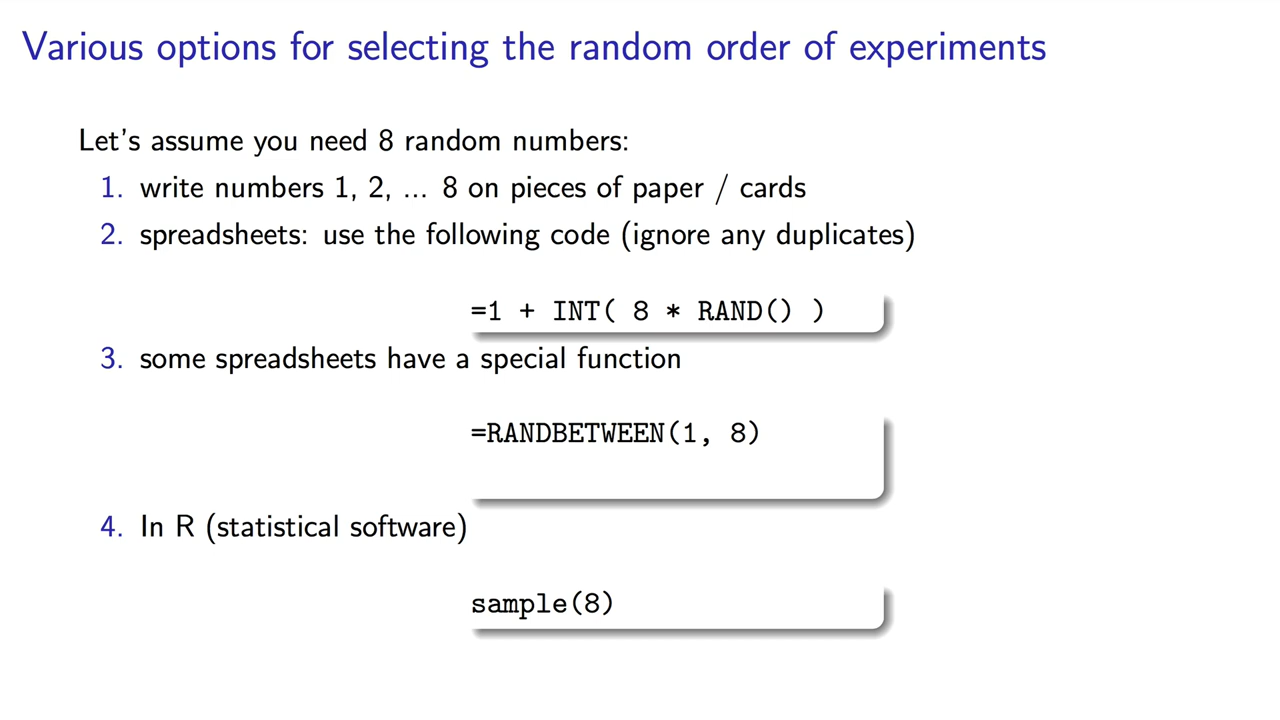 Various options for selecting the random order of experiments
Let's assume you need 8 random numbers:
1. write numbers 1, 2, ... 8 on pieces of paper / cards
2. spreadsheets: use the following code (ignore any duplicates)
=1 + INT( 8 * RAND() )
3. some spreadsheets have a special function
=RANDBETWEEN(1, 8)
4. In R (statistical software)
sample(8)